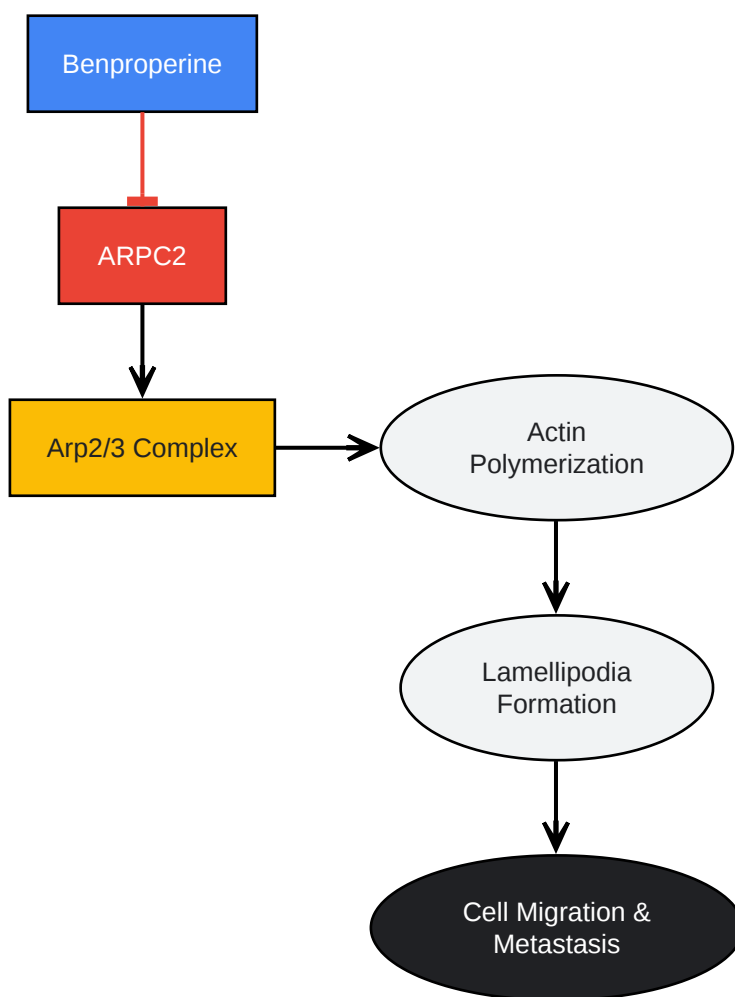 Benproperine
ARPC2
Arp2/3 Complex
Actin
Polymerization
Lamellipodia
Formation
Cell Migration &
Metastasis